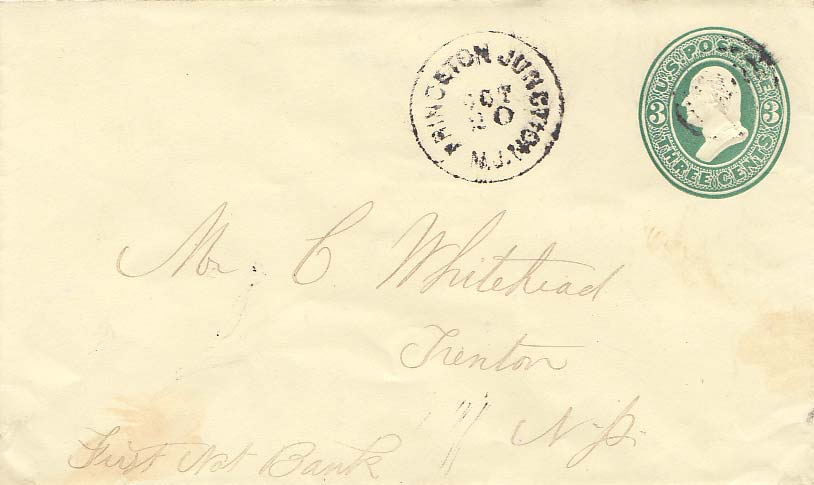 PRINCETON JUNCTION N.J.
OCT
20
U.S. POSTAGE
3 3
THREE CENTS
Mr. C Whitehead
Trenton
N.J.
First Nat Bank